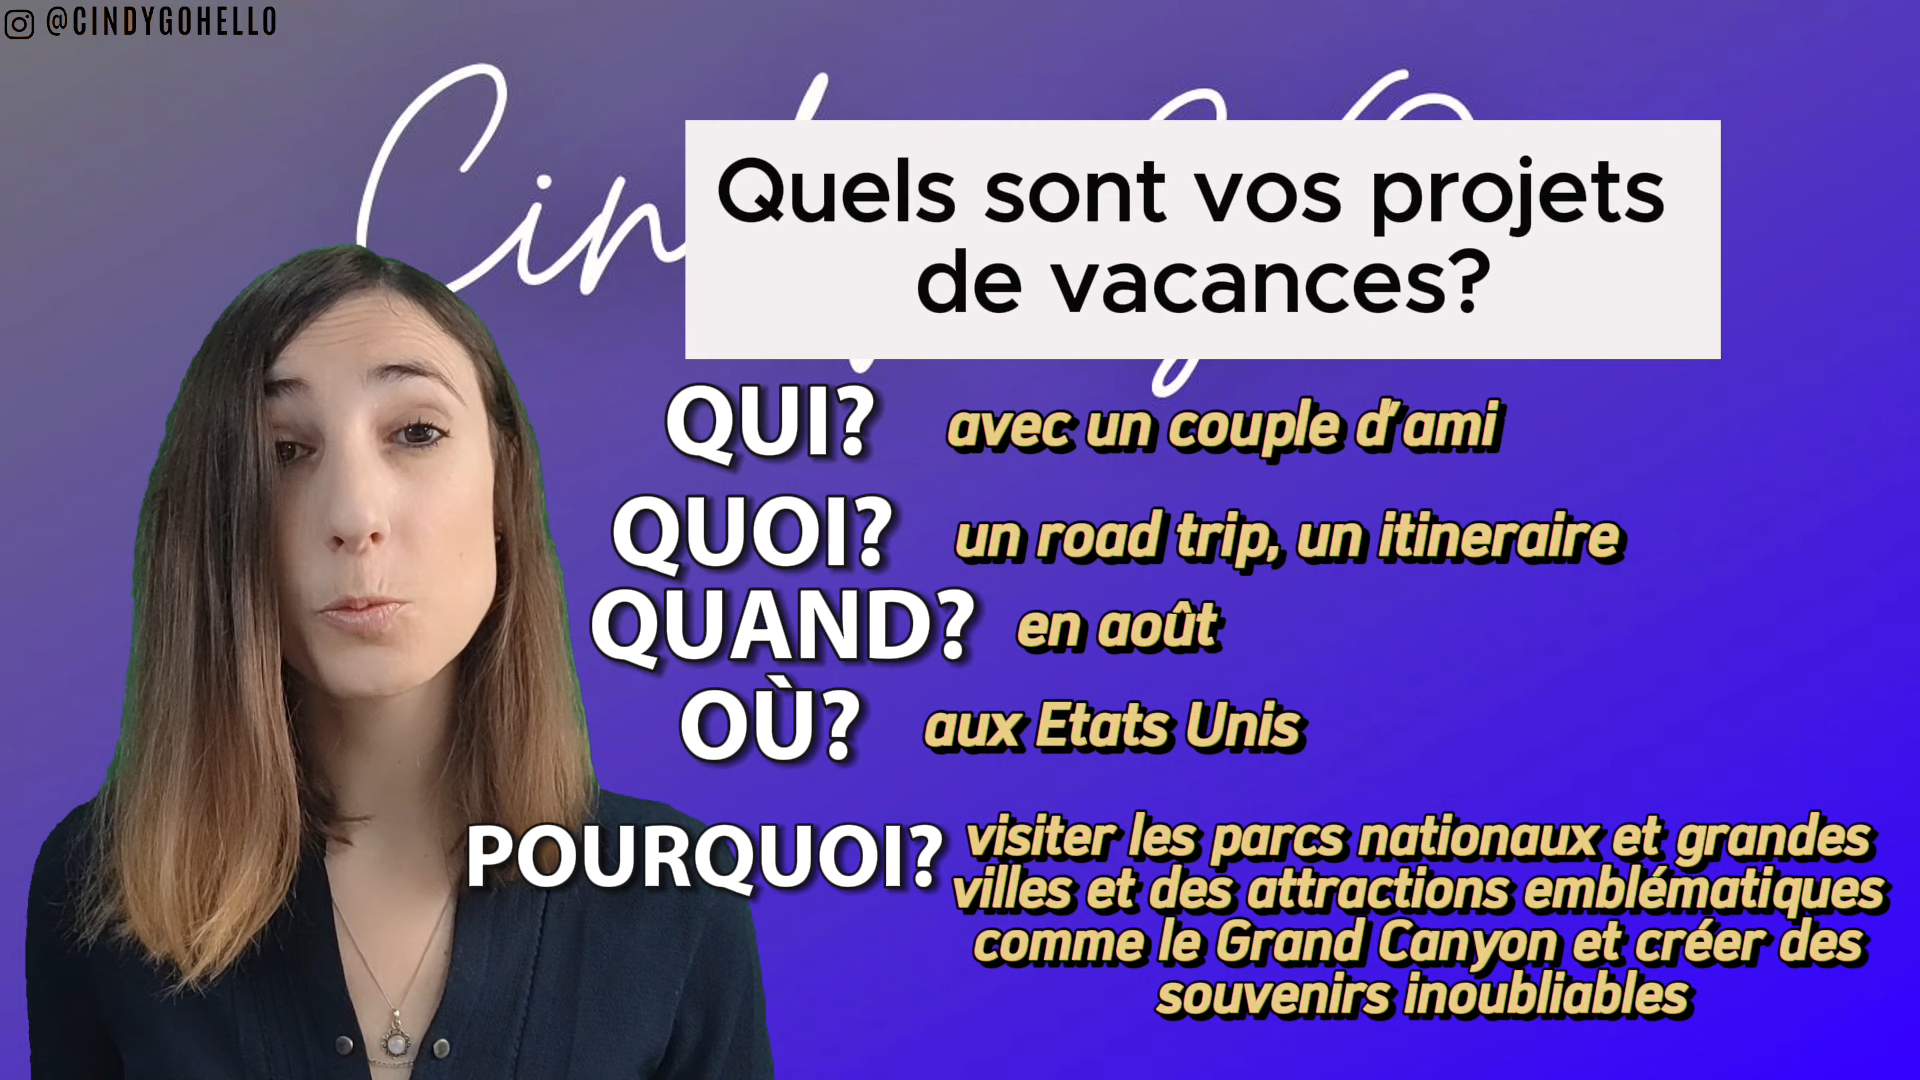 @CINDYGOHELLO
Quels sont vos projets
de vacances?
QUI? avec un couple d'ami
QUOI? un road trip, un itineraire
QUAND? en août
OÙ? aux Etats Unis
POURQUOI? visiter les parcs nationaux et grandes
villes et des attractions emblématiques
comme le Grand Canyon et créer des
souvenirs inoubliables